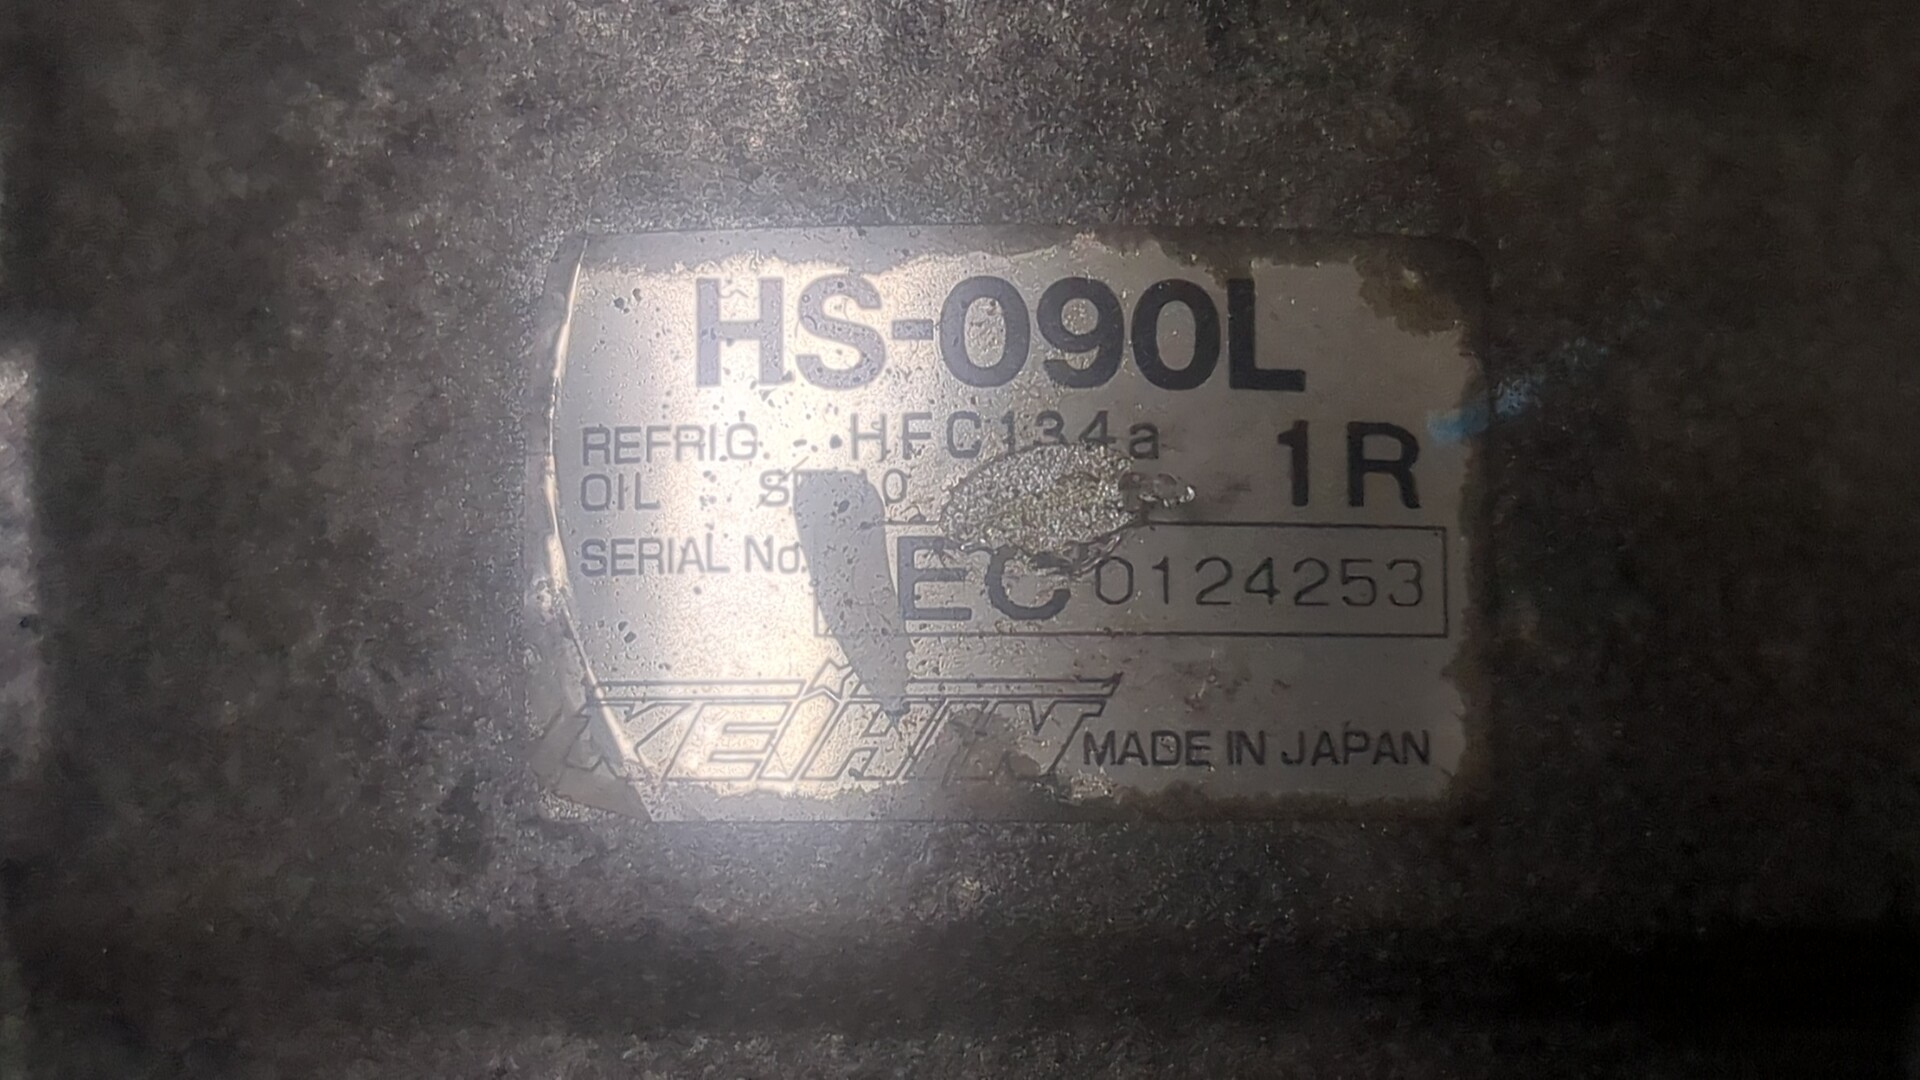 HS-090L
REFRIG. HFC134a 1R
OIL
SERIAL No. EC 0124253
KEIHIN MADE IN JAPAN